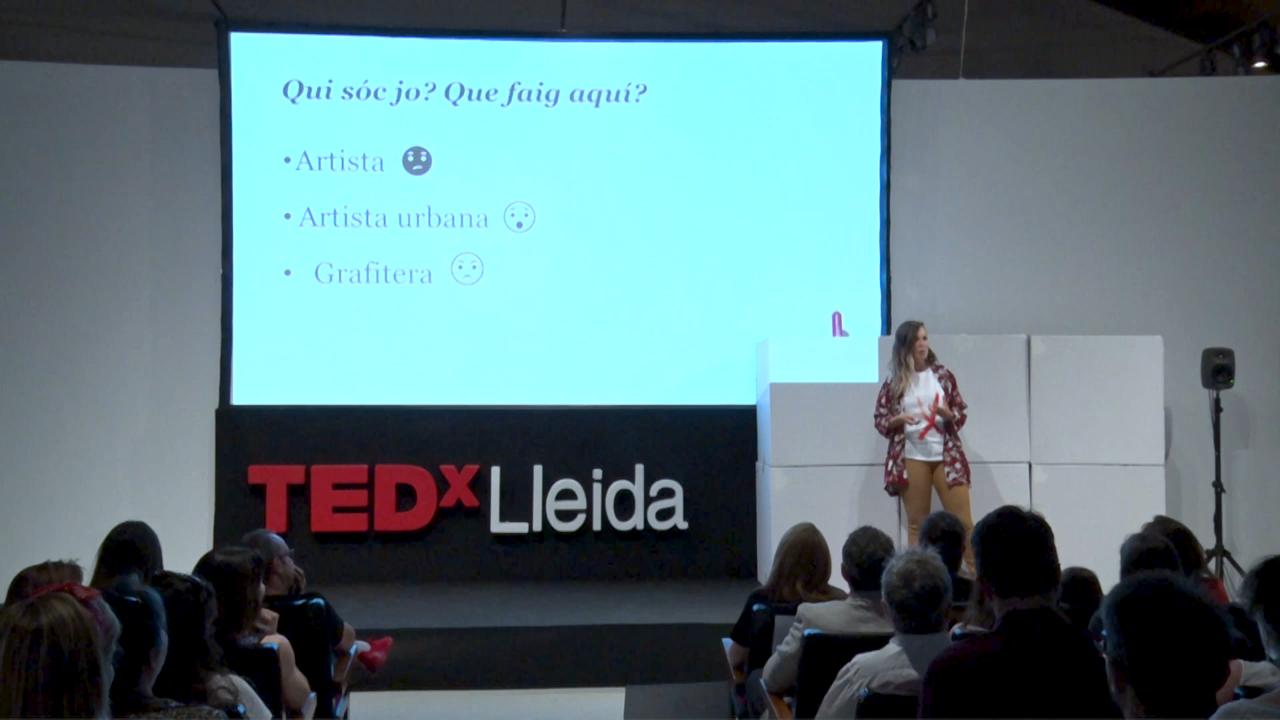 Qui sóc jo? Que faig aquí?
•Artista
• Artista urbana
• Grafitera
TEDx Lleida